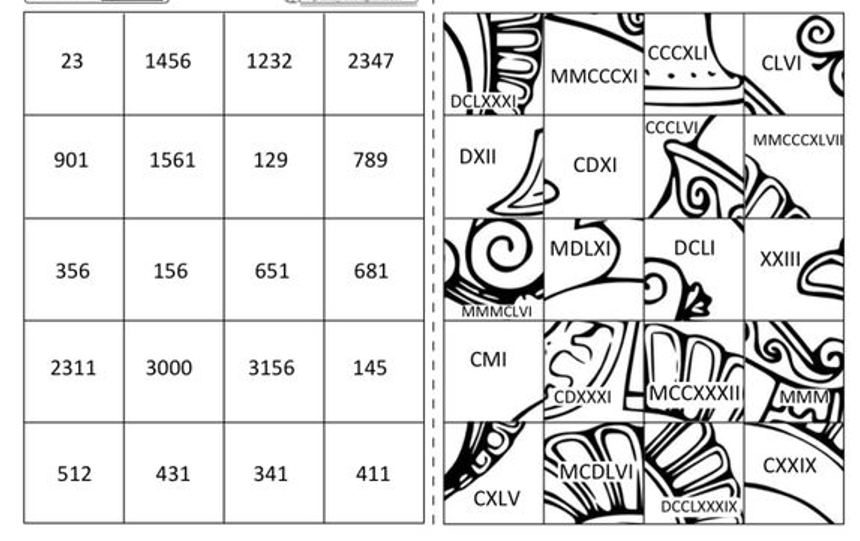 23 1456 1232 2347
901 1561 129 789
356 156 651 681
2311 3000 3156 145
512 431 341 411
DCLXXXI MMCCCXI CCCXLI CLVI
DXII CDXI CCCLVI MMCCCXLVII
MMMCLVI MDLXI DCLI XXIII
CMI CDXXXI MCCXXXII MMM
CXLV MCDLVI DCCLXXXIX CXXIX